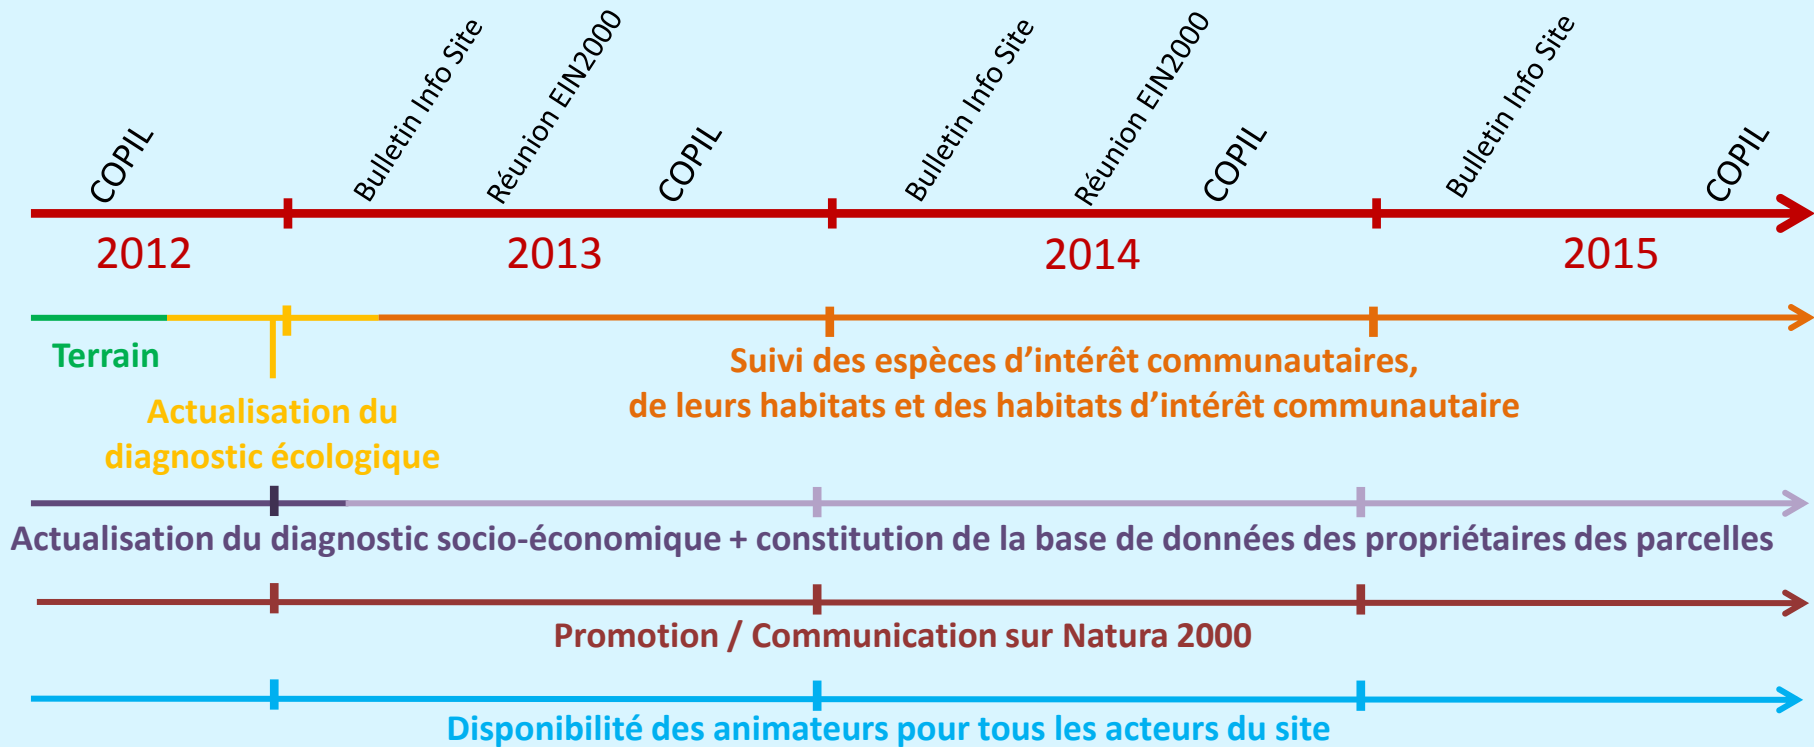 COPIL
Bulletin Info Site
Réunion EIN2000
COPIL
Bulletin Info Site
Réunion EIN2000
COPIL
Bulletin Info Site
COPIL
2012
2013
2014
2015
Terrain
Suivi des espèces d’intérêt communautaires,
de leurs habitats et des habitats d’intérêt communautaire
Actualisation du
diagnostic écologique
Actualisation du diagnostic socio-économique + constitution de la base de données des propriétaires des parcelles
Promotion / Communication sur Natura 2000
Disponibilité des animateurs pour tous les acteurs du site